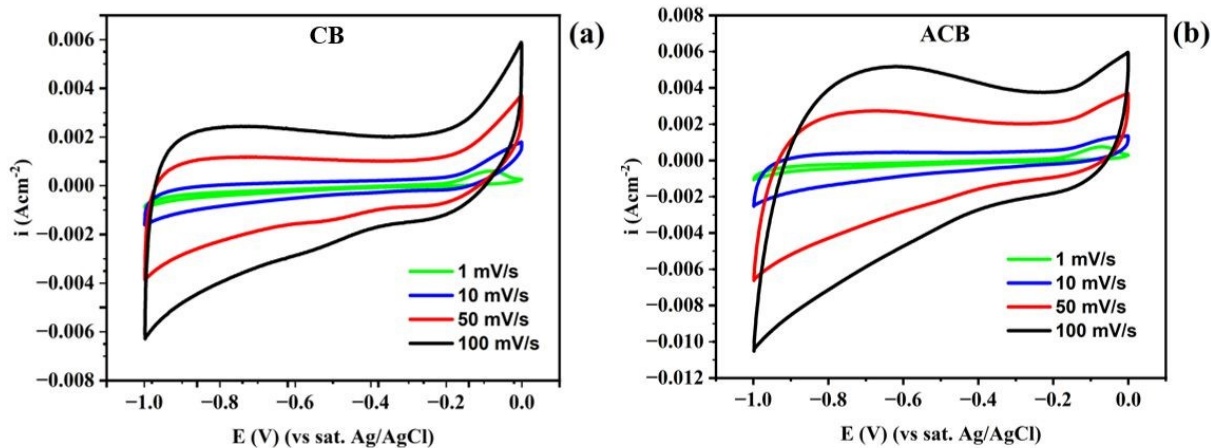 CB
(a)
0.006
0.004
0.002
0.000
−0.002
−0.004
−0.006
−0.008
i (Acm⁻²)
1 mV/s
10 mV/s
50 mV/s
100 mV/s
−1.0
−0.8
−0.6
−0.4
−0.2
0.0
E (V) (vs sat. Ag/AgCl)
ACB
(b)
0.008
0.006
0.004
0.002
0.000
−0.002
−0.004
−0.006
−0.008
−0.010
−0.012
i (Acm⁻²)
1 mV/s
10 mV/s
50 mV/s
100 mV/s
−1.0
−0.8
−0.6
−0.4
−0.2
0.0
E (V) (vs sat. Ag/AgCl)